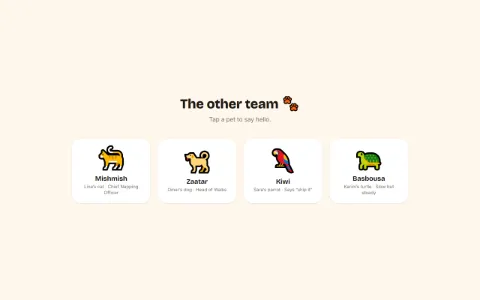 The other team
Tap a pet to say hello.
Mishmish
Lina's cat · Chief Napping
Officer
Zaatar
Omar's dog · Head of Walks
Kiwi
Sara's parrot · Says "ship it"
Basbousa
Karim's turtle · Slow but
steady